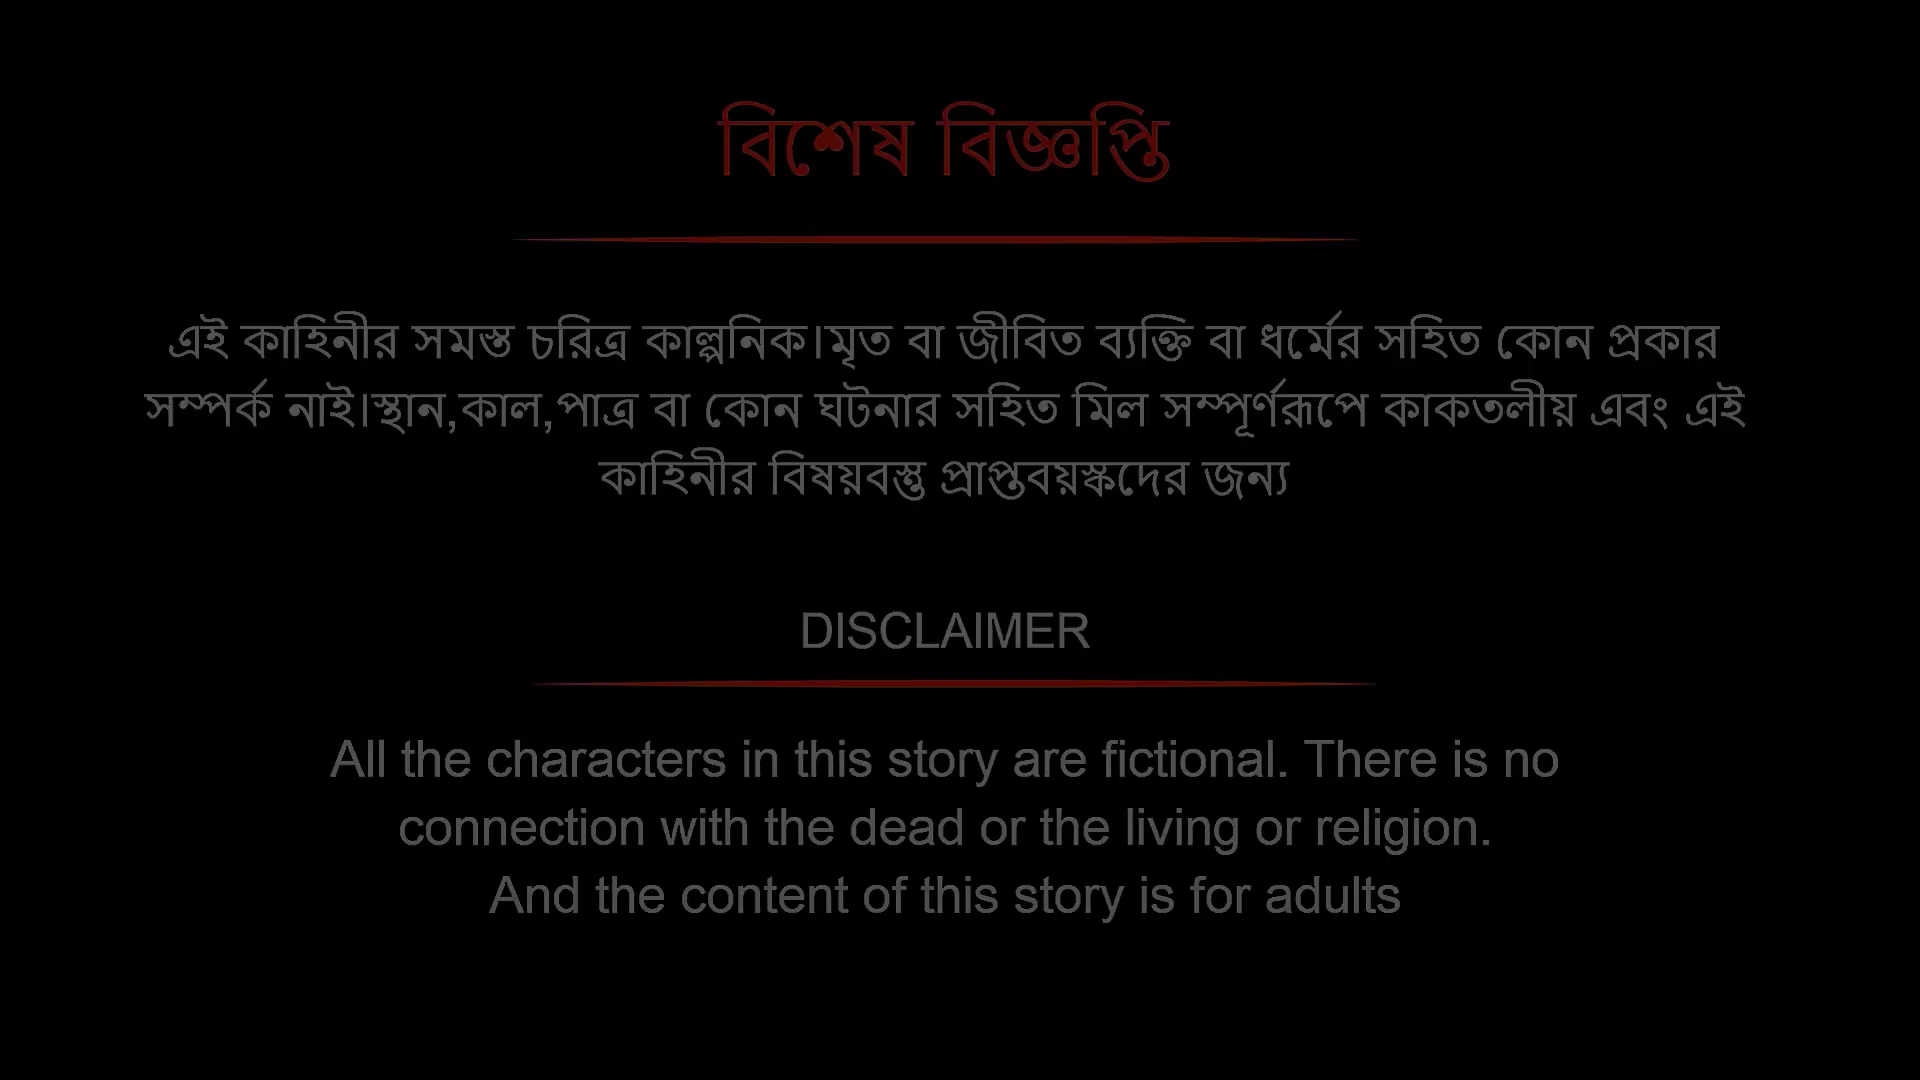 বিশেষ বিজ্ঞপ্তি
এই কাহিনীর সমস্ত চরিত্র কাল্পনিক।মৃত বা জীবিত ব্যক্তি বা ধর্মের সহিত কোন প্রকার
সম্পর্ক নাই।স্থান,কাল,পাত্র বা কোন ঘটনার সহিত মিল সম্পূর্ণরূপে কাকতলীয় এবং এই
কাহিনীর বিষয়বস্তু প্রাপ্তবয়স্কদের জন্য
DISCLAIMER
All the characters in this story are fictional. There is no
connection with the dead or the living or religion.
And the content of this story is for adults